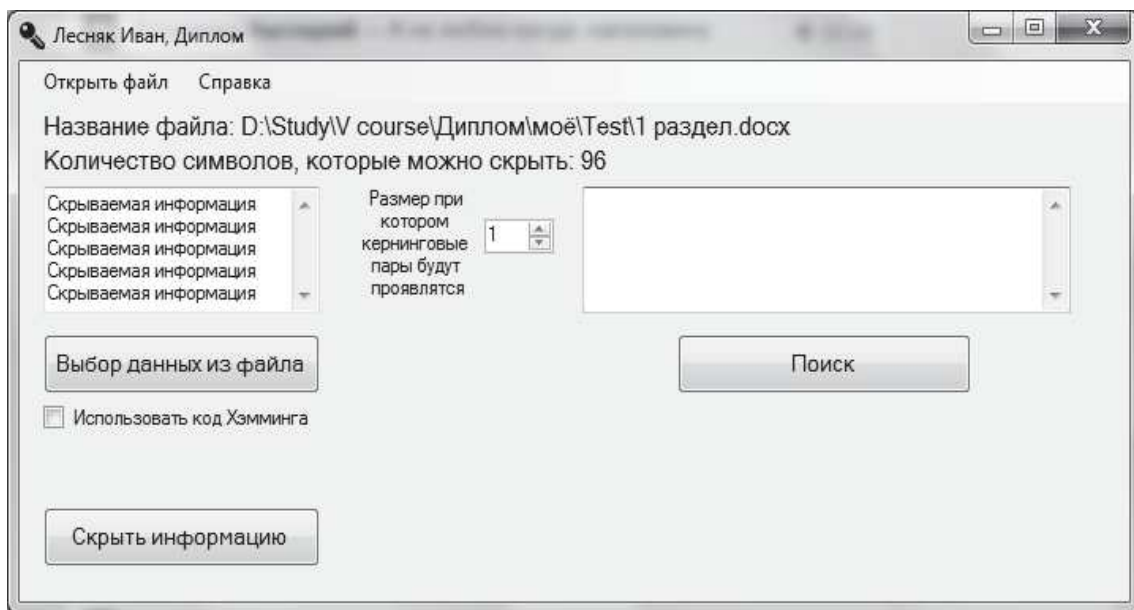 Лесняк Иван, Диплом
Открыть файл Справка
Название файла: D:\Study\V course\Диплом\моё\Test\1 раздел.docx
Количество символов, которые можно скрыть: 96
Скрываемая информация
Скрываемая информация
Скрываемая информация
Скрываемая информация
Скрываемая информация
Размер при
котором
кернинговые
пары будут
проявлятся
1
Выбор данных из файла
Поиск
Использовать код Хэмминга
Скрыть информацию